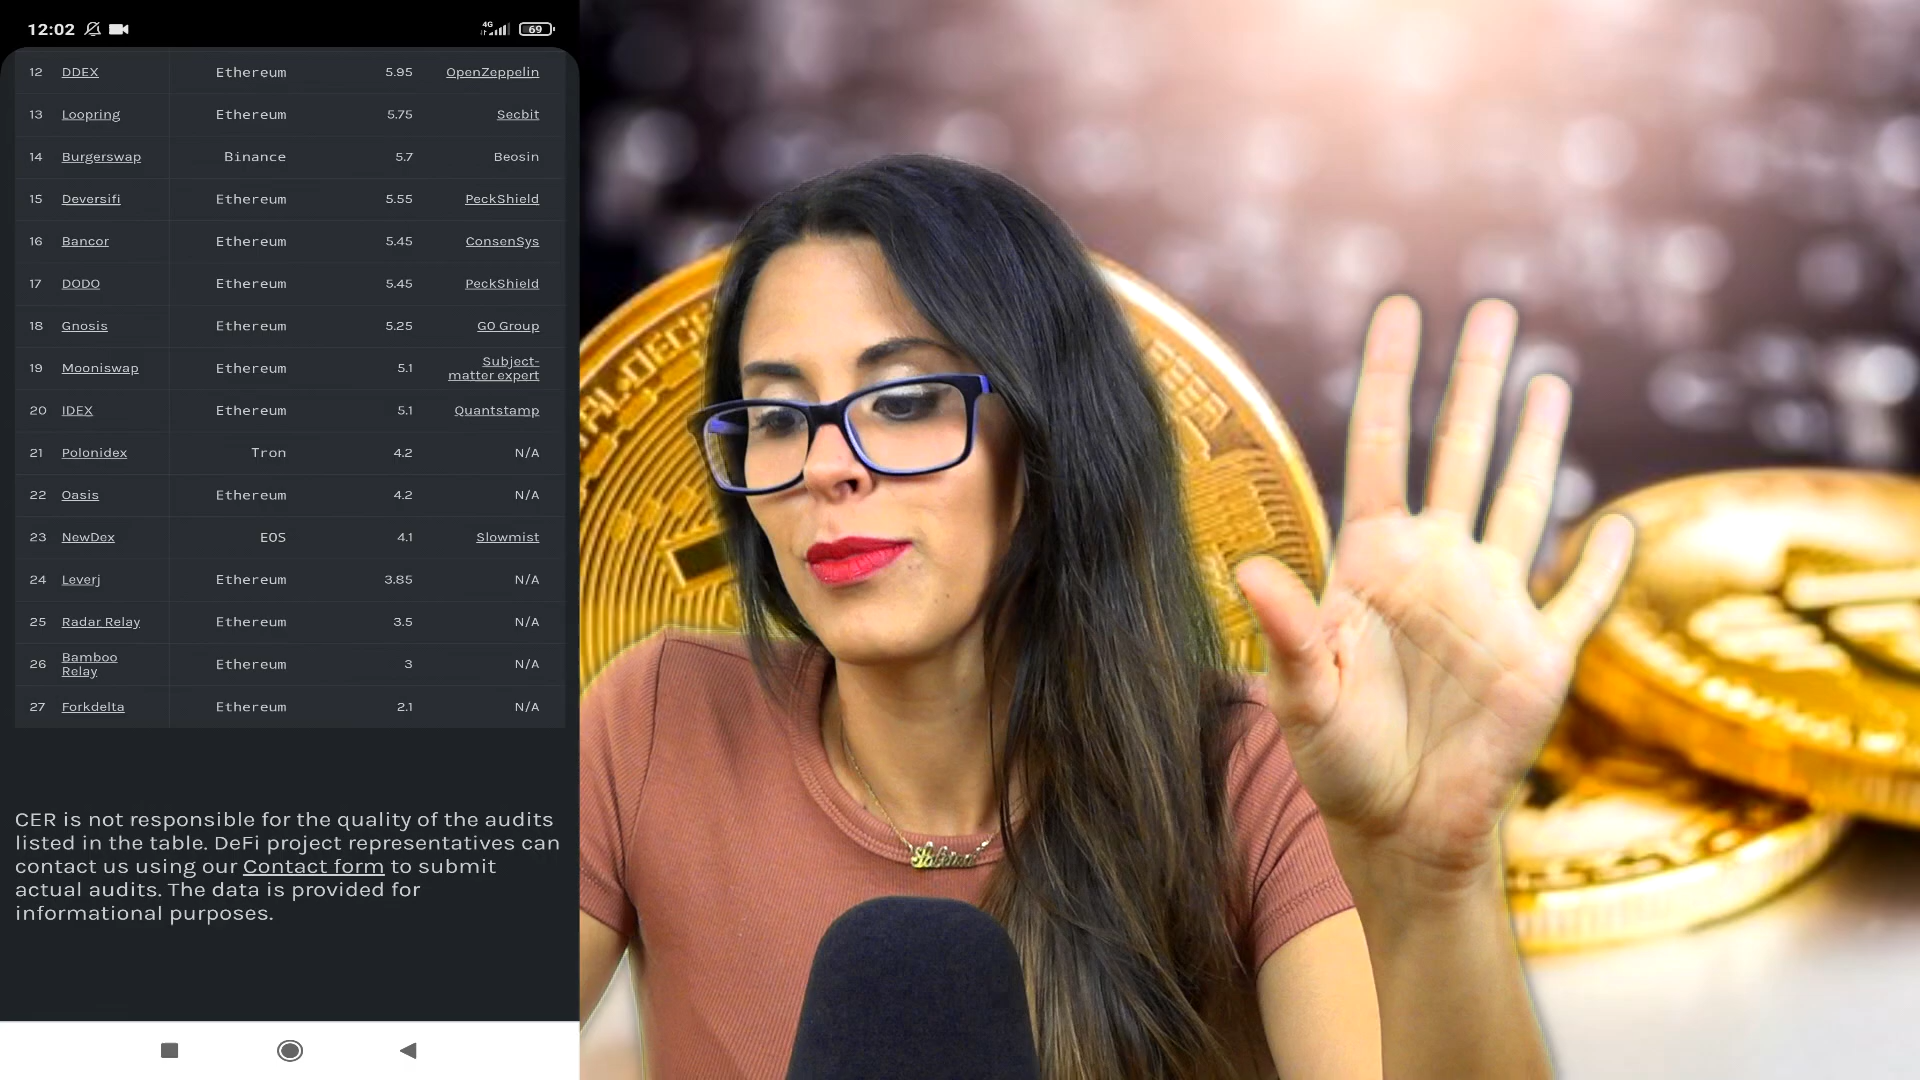 12:02 4G 69
12 DDEX Ethereum 5.95 OpenZeppelin
13 Loopring Ethereum 5.75 Secbit
14 Burgerswap Binance 5.7 Beosin
15 Deversifi Ethereum 5.55 PeckShield
16 Bancor Ethereum 5.45 ConsenSys
17 DODO Ethereum 5.45 PeckShield
18 Gnosis Ethereum 5.25 G0 Group
19 Mooniswap Ethereum 5.1 Subject-
matter expert
20 IDEX Ethereum 5.1 Quantstamp
21 Polonidex Tron 4.2 N/A
22 Oasis Ethereum 4.2 N/A
23 NewDex EOS 4.1 Slowmist
24 Leverj Ethereum 3.85 N/A
25 Radar Relay Ethereum 3.5 N/A
26 Bamboo
Relay Ethereum 3 N/A
27 Forkdelta Ethereum 2.1 N/A
CER is not responsible for the quality of the audits
listed in the table. DeFi project representatives can
contact us using our Contact form to submit
actual audits. The data is provided for
informational purposes.